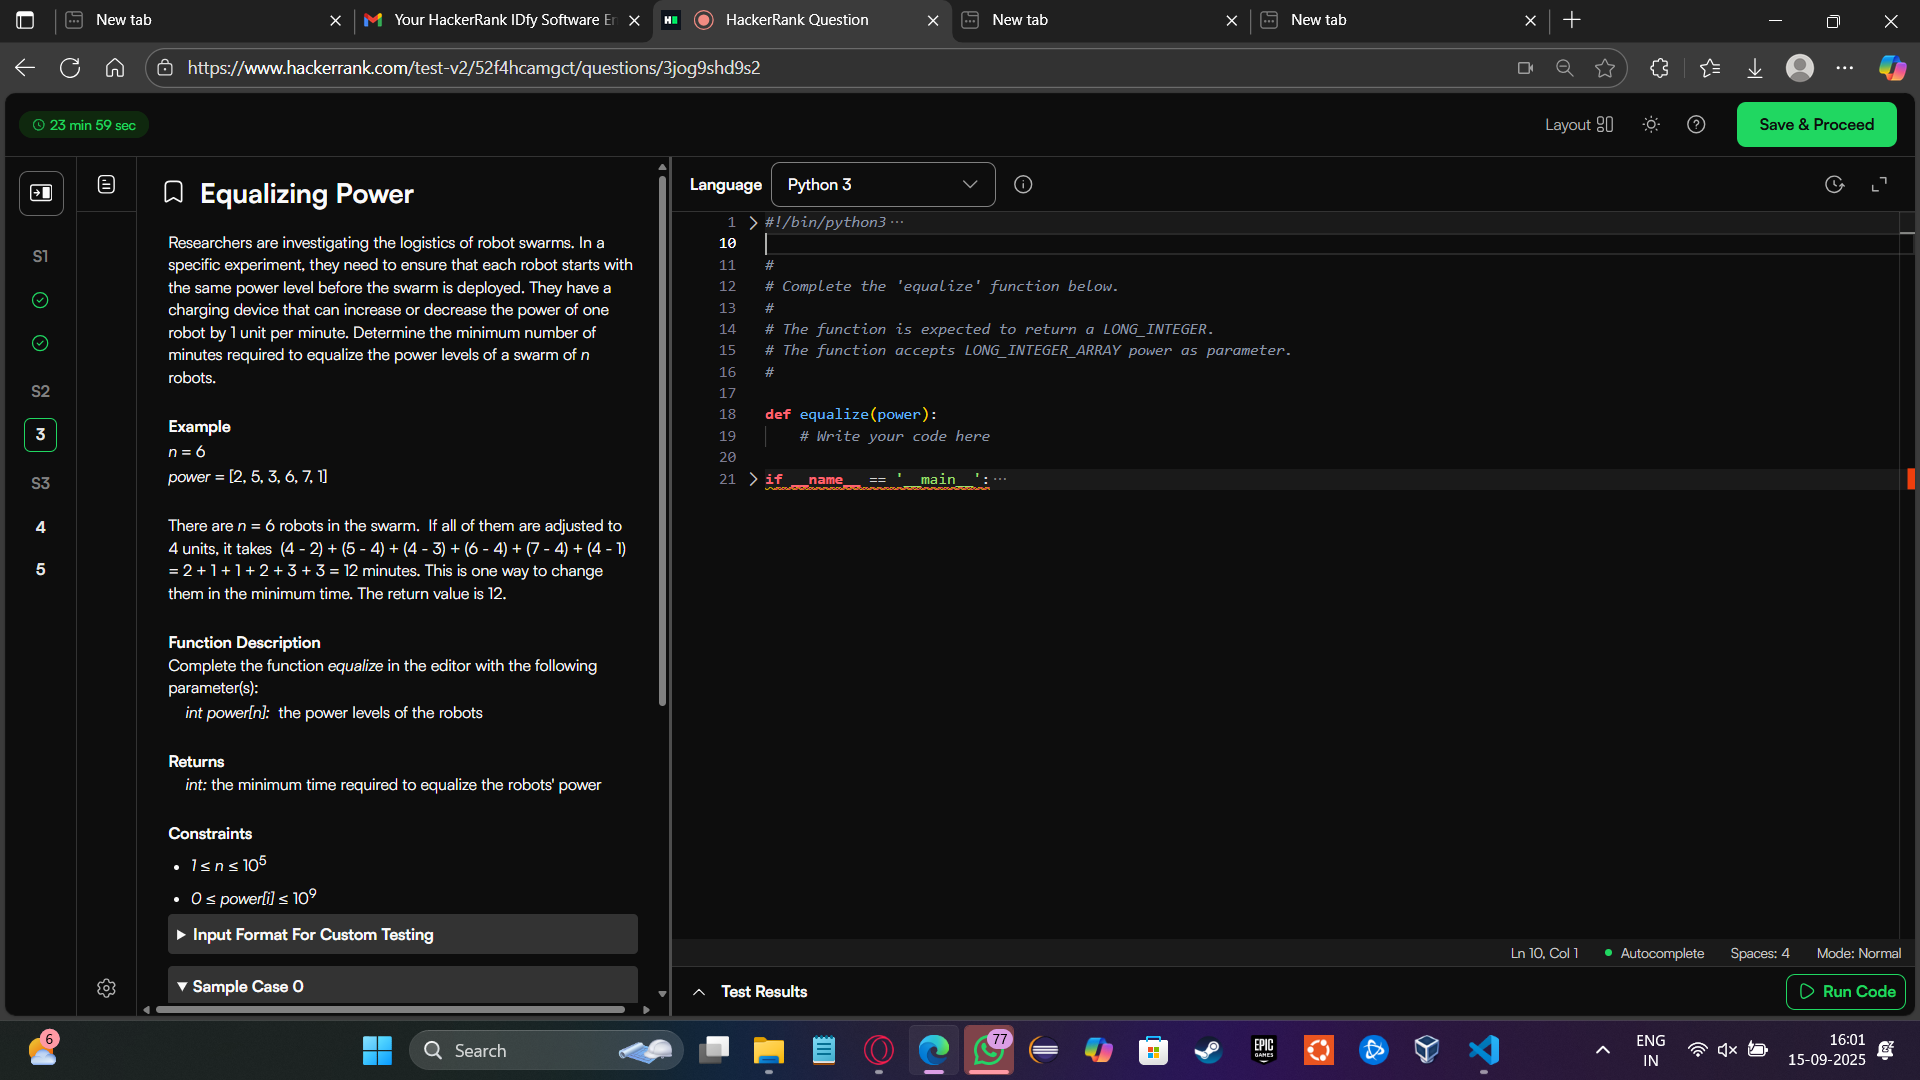 New tab
Your HackerRank IDfy Software En
HackerRank Question
New tab
New tab
https://www.hackerrank.com/test-v2/52f4hcamgct/questions/3jog9shd9s2
23 min 59 sec
Layout
Save & Proceed
S1
S2
3
S3
4
5
Equalizing Power
Researchers are investigating the logistics of robot swarms. In a
specific experiment, they need to ensure that each robot starts with
the same power level before the swarm is deployed. They have a
charging device that can increase or decrease the power of one
robot by 1 unit per minute. Determine the minimum number of
minutes required to equalize the power levels of a swarm of n
robots.
Example
n = 6
power = [2, 5, 3, 6, 7, 1]
There are n = 6 robots in the swarm. If all of them are adjusted to
4 units, it takes (4 - 2) + (5 - 4) + (4 - 3) + (6 - 4) + (7 - 4) + (4 - 1)
= 2 + 1 + 1 + 2 + 3 + 3 = 12 minutes. This is one way to change
them in the minimum time. The return value is 12.
Function Description
Complete the function equalize in the editor with the following
parameter(s):
int power[n]: the power levels of the robots
Returns
int: the minimum time required to equalize the robots' power
Constraints
• 1 ≤ n ≤ 10^5
• 0 ≤ power[i] ≤ 10^9
Input Format For Custom Testing
Sample Case 0
Language
Python 3
1 #!/bin/python3 ···
10
11 #
12 # Complete the 'equalize' function below.
13 #
14 # The function is expected to return a LONG_INTEGER.
15 # The function accepts LONG_INTEGER_ARRAY power as parameter.
16 #
17
18 def equalize(power):
19 # Write your code here
20
21 if __name__ == '__main__': ···
Ln 10, Col 1
Autocomplete
Spaces: 4
Mode: Normal
Test Results
Run Code
6
Search
77
EPIC
GAMES
ENG
IN
16:01
15-09-2025